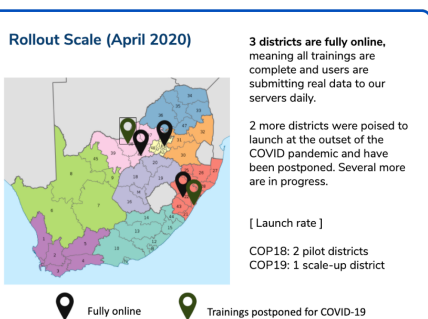 Rollout Scale (April 2020)
3 districts are fully online,
meaning all trainings are
complete and users are
submitting real data to our
servers daily.
2 more districts were poised to
launch at the outset of the
COVID pandemic and have
been postponed. Several more
are in progress.
[ Launch rate ]
COP18: 2 pilot districts
COP19: 1 scale-up district
Fully online
Trainings postponed for COVID-19